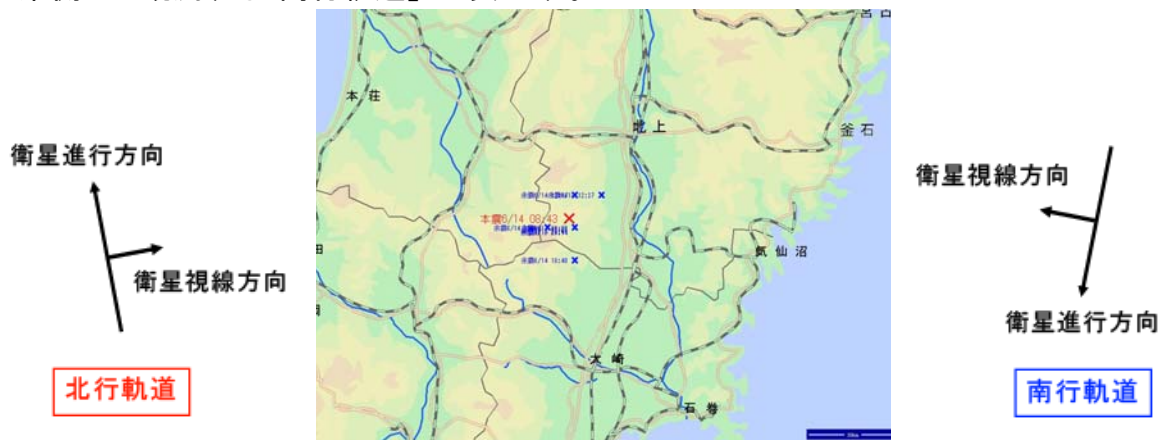 衛星進行方向
衛星視線方向
北行軌道
宮古
本荘
北上
釜石
本震6/14 08:43
気仙沼
大崎
石巻
衛星視線方向
衛星進行方向
南行軌道